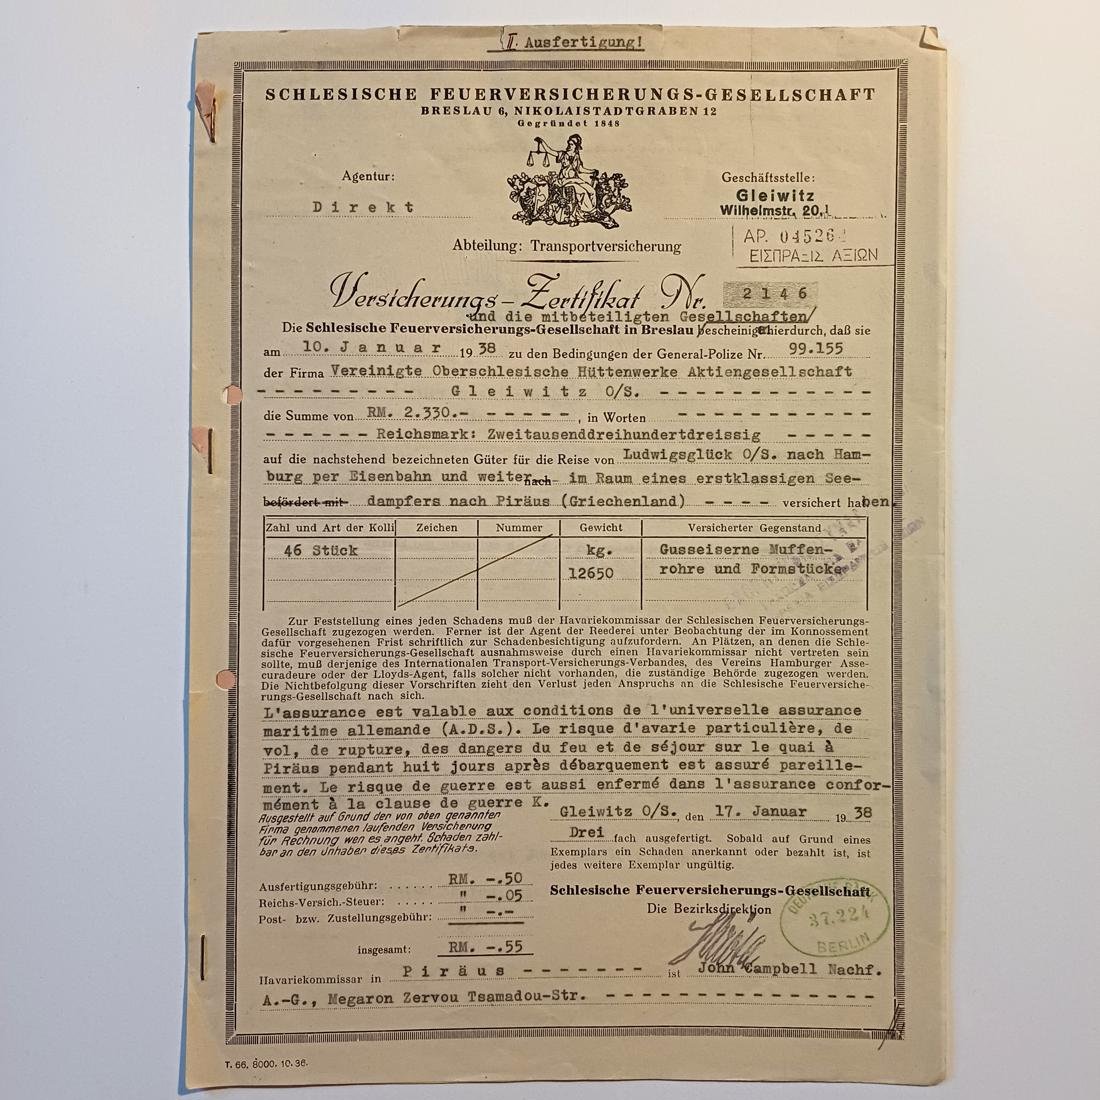 II. Ausfertigung!
SCHLESISCHE FEUERVERSICHERUNGS-GESELLSCHAFT
BRESLAU 6, NIKOLAISTADTGRABEN 12
Gegründet 1848
Agentur:
Direkt
Geschäftsstelle:
Gleiwitz
Wilhelmstr. 20, I
AP. 04526
ΕΙΣΠΡΑΞΙΣ ΑΞΙΩΝ
Abteilung: Transportversicherung
Versicherungs-Zertifikat Nr. 2146
und die mitbeteiligten Gesellschaften/
Die Schlesische Feuerversicherungs-Gesellschaft in Breslau bescheinigen hierdurch, daß sie
am 10. Januar 1938 zu den Bedingungen der General-Polize Nr. 99.155
der Firma Vereinigte Oberschlesische Hüttenwerke Aktiengesellschaft
- - - - - - - - - Gleiwitz O/S. - - - - - - - - - - - -
die Summe von RM. 2.330.- - - - - - , in Worten - - - - - - - - - - -
- - - - - - Reichsmark: Zweitausenddreihundertdreissig - - - - -
auf die nachstehend bezeichneten Güter für die Reise von Ludwigsglück O/S. nach Ham-
burg per Eisenbahn und weiter nach im Raum eines erstklassigen See-
befördert mit dampfers nach Piräus (Griechenland) - - - - versichert haben.
Zahl und Art der Kolli Zeichen Nummer Gewicht Versicherter Gegenstand
46 Stück kg. Gusseiserne Muffen-
12650 rohre und Formstücke
Zur Feststellung eines jeden Schadens muß der Havariekommissar der Schlesischen Feuerversicherungs-
Gesellschaft zugezogen werden. Ferner ist der Agent der Reederei unter Beobachtung der im Konnossement
dafür vorgesehenen Frist schriftlich zur Schadenbesichtigung aufzufordern. An Plätzen, an denen die Schle-
sische Feuerversicherungs-Gesellschaft ausnahmsweise durch einen Havariekommissar nicht vertreten sein
sollte, muß derjenige des Internationalen Transport-Versicherungs-Verbandes, des Vereins Hamburger Asse-
curadeure oder der Lloyds-Agent, falls solcher nicht vorhanden, die zuständige Behörde zugezogen werden.
Die Nichtbefolgung dieser Vorschriften zieht den Verlust jeden Anspruchs an die Schlesische Feuerversiche-
rungs-Gesellschaft nach sich.
L'assurance est valable aux conditions de l'universelle assurance
maritime allemande (A.D.S.). Le risque d'avarie particulière, de
vol, de rupture, des dangers du feu et de séjour sur le quai à
Piräus pendant huit jours après débarquement est assuré pareille-
ment. Le risque de guerre est aussi enfermé dans l'assurance confor-
mément à la clause de guerre K.
Ausgestellt auf Grund der von oben genannter
Firma genommenen laufenden Versicherung
für Rechnung wen es angeht. Schaden zahl-
bar an den Inhaber dieses Zertifikats.
Gleiwitz O/S., den 17. Januar 1938
Drei fach ausgefertigt. Sobald auf Grund eines
Exemplars ein Schaden anerkannt oder bezahlt ist, ist
jedes weitere Exemplar ungültig.
Ausfertigungsgebühr: . . . . . . RM. -.50
Reichs-Versich.-Steuer: . . . . . " -.05
Post- bzw. Zustellungsgebühr: " -.-
insgesamt: RM. -.55
Schlesische Feuerversicherungs-Gesellschaft
Die Bezirksdirektion
DEUTSCHE BANK
37.224
BERLIN
Havariekommissar in Piräus - - - - - - - ist John Campbell Nachf.
A.-G., Megaron Zervou Tsamadou-Str. - - - - - - - - - - - - - - - -
T. 66, 8000. 10. 36.